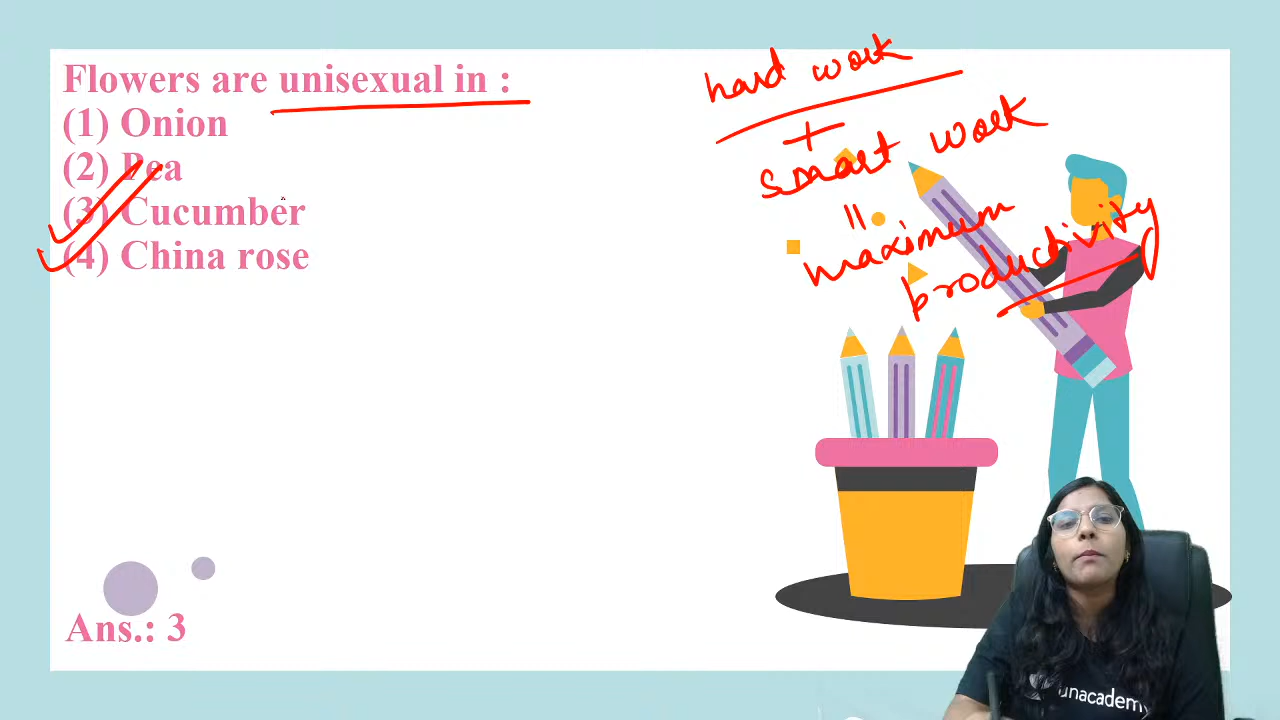 Flowers are unisexual in :
(1) Onion
(2) Pea
(3) Cucumber
(4) China rose
hard work
+
smart work
=
maximum
productivity
Ans.: 3
unacademy